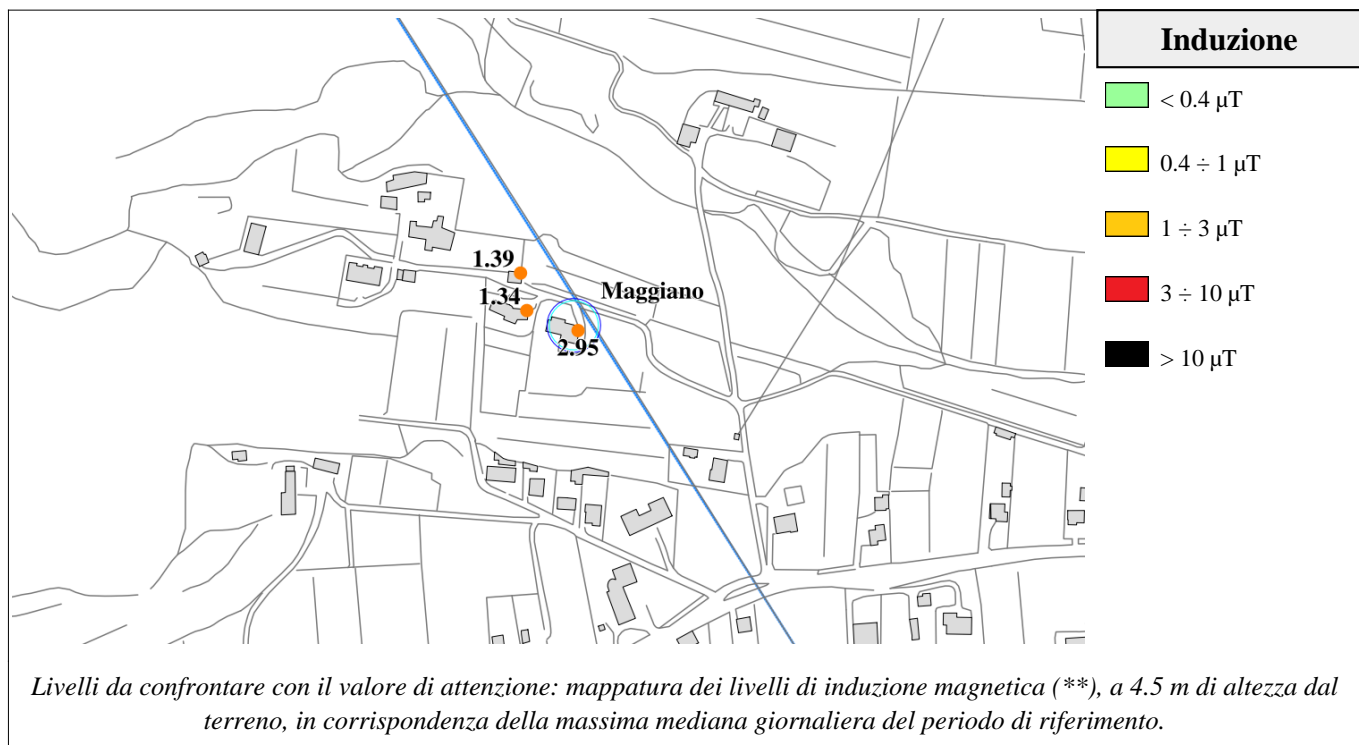 Induzione
< 0.4 µT
0.4 ÷ 1 µT
1 ÷ 3 µT
3 ÷ 10 µT
> 10 µT
1.39
Maggiano
1.34
2.95
Livelli da confrontare con il valore di attenzione: mappatura dei livelli di induzione magnetica (**), a 4.5 m di altezza dal
terreno, in corrispondenza della massima mediana giornaliera del periodo di riferimento.